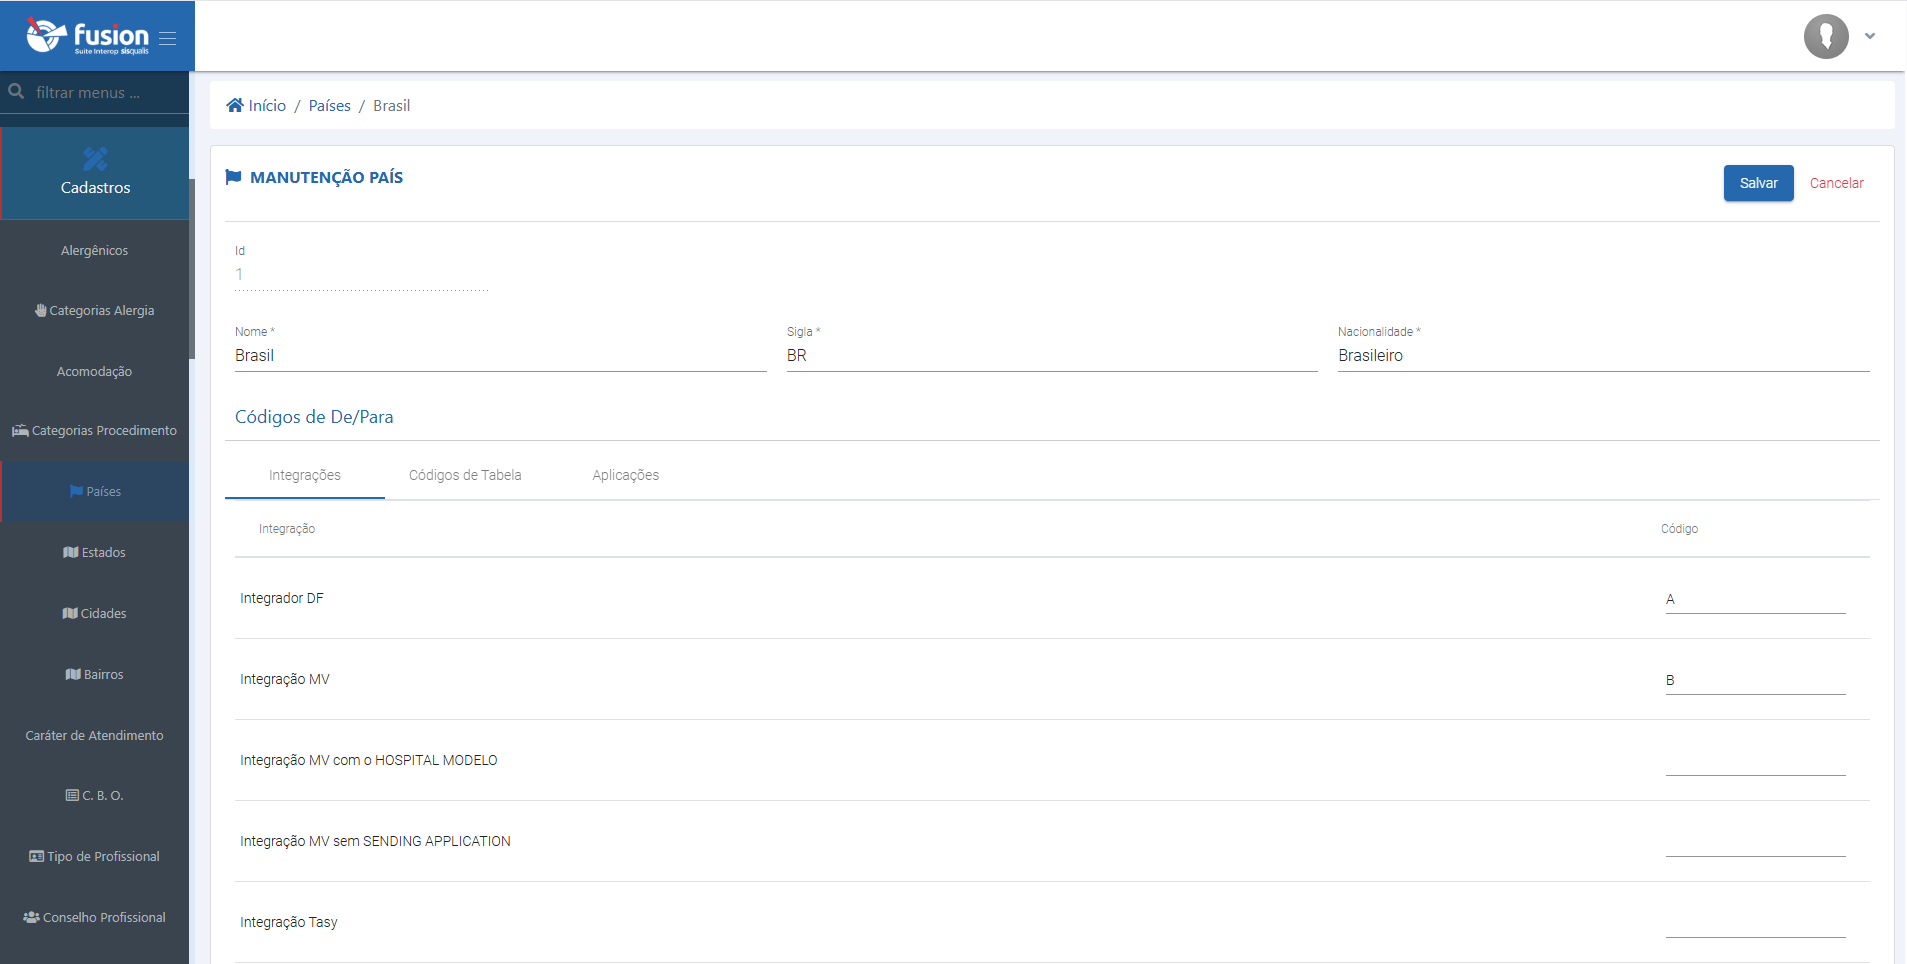 fusion
Suite Interop sisqualis
filtrar menus ...
Início / Países / Brasil
Cadastros
Alergênicos
Categorias Alergia
Acomodação
Categorias Procedimento
Países
Estados
Cidades
Bairros
Caráter de Atendimento
C. B. O.
Tipo de Profissional
Conselho Profissional
MANUTENÇÃO PAÍS
Salvar
Cancelar
Id
1
Nome *
Brasil
Sigla *
BR
Nacionalidade *
Brasileiro
Códigos de De/Para
Integrações
Códigos de Tabela
Aplicações
Integração
Código
Integrador DF
A
Integração MV
B
Integração MV com o HOSPITAL MODELO
Integração MV sem SENDING APPLICATION
Integração Tasy